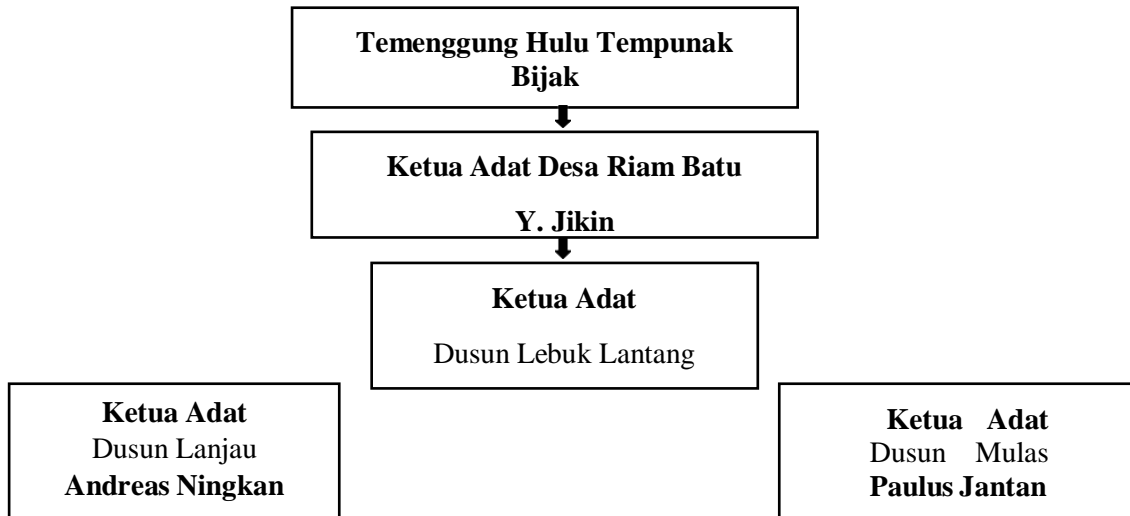 Temenggung Hulu Tempunak
Bijak
Ketua Adat Desa Riam Batu
Y. Jikin
Ketua Adat
Dusun Lebuk Lantang
Ketua Adat
Dusun Lanjau
Andreas Ningkan
Ketua Adat
Dusun Mulas
Paulus Jantan